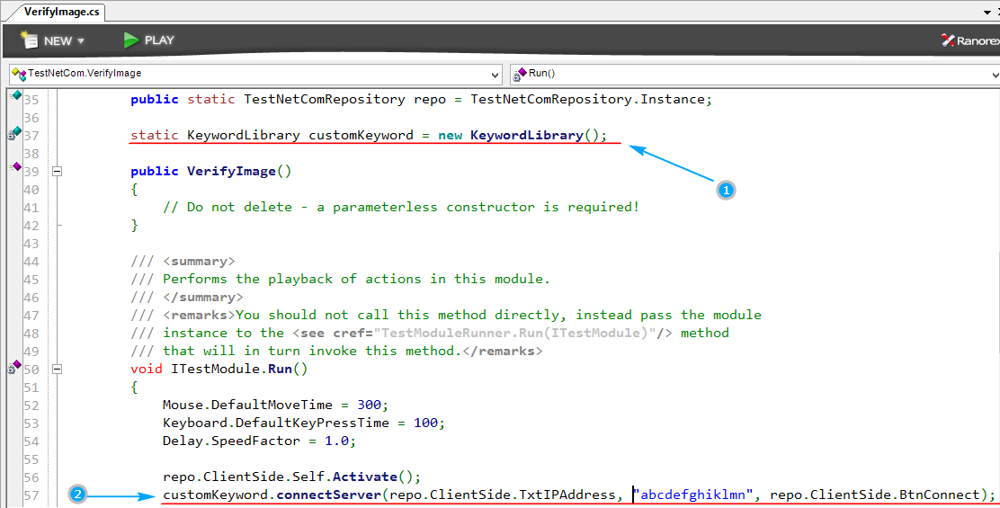 VerifyImage.cs
NEW PLAY Ranorex
TestNetCom.VerifyImage Run()
35 public static TestNetComRepository repo = TestNetComRepository.Instance;
36
37 static KeywordLibrary customKeyword = new KeywordLibrary();
38
1
39 public VerifyImage()
40 {
41 // Do not delete - a parameterless constructor is required!
42 }
43
44 /// <summary>
45 /// Performs the playback of actions in this module.
46 /// </summary>
47 /// <remarks>You should not call this method directly, instead pass the module
48 /// instance to the <see cref="TestModuleRunner.Run(ITestModule)"/> method
49 /// that will in turn invoke this method.</remarks>
50 void ITestModule.Run()
51 {
52 Mouse.DefaultMoveTime = 300;
53 Keyboard.DefaultKeyPressTime = 100;
54 Delay.SpeedFactor = 1.0;
55
56 repo.ClientSide.Self.Activate();
2
57 customKeyword.connectServer(repo.ClientSide.TxtIPAddress, "abcdefghiklmn", repo.ClientSide.BtnConnect);